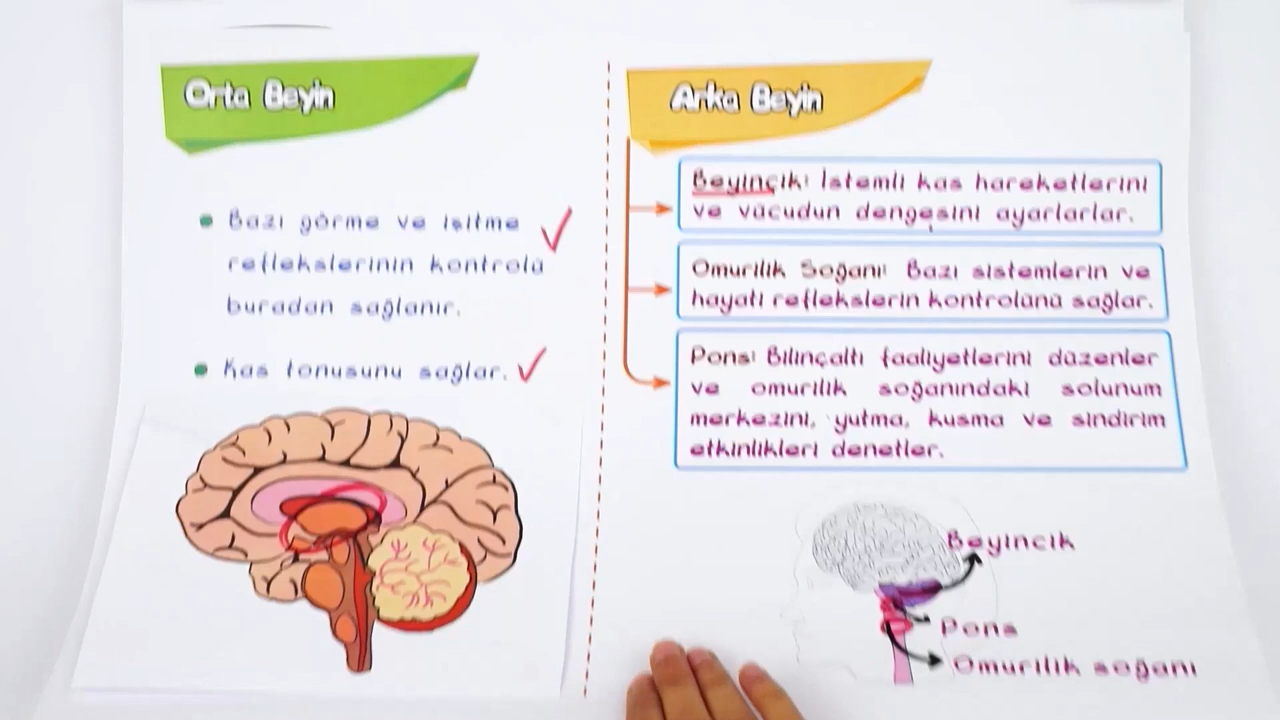 Orta Beyin
Bazı görme ve işitme
reflekslerinin kontrolü
buradan sağlanır.
Kas tonusunu sağlar.
Arka Beyin
Beyinçik: İstemli kas hareketlerini
ve vücudun dengesini ayarlarlar.
Omurilik Soğanı: Bazı sistemlerin ve
hayati reflekslerin kontrolünü sağlar.
Pons: Bilinçaltı faaliyetlerini düzenler
ve omurilik soğanındaki solunum
merkezini, yutma, kusma ve sindirim
etkinlikleri denetler.
Beyincik
Pons
Omurilik soğanı